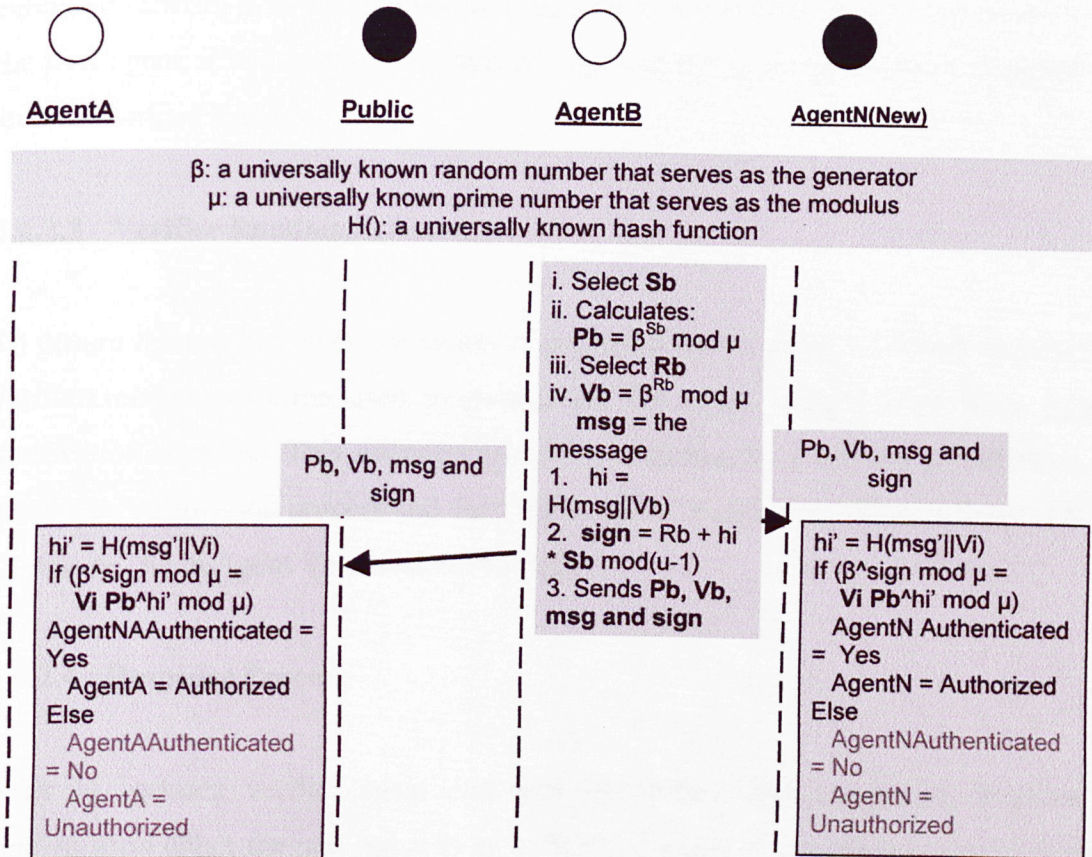 AgentA Public AgentB AgentN(New)
β: a universally known random number that serves as the generator
μ: a universally known prime number that serves as the modulus
H(): a universally known hash function
i. Select Sb
ii. Calculates:
Pb = β^Sb mod μ
iii. Select Rb
iv. Vb = β^Rb mod μ
msg = the
message
1. hi =
H(msg||Vb)
2. sign = Rb + hi
* Sb mod(u-1)
3. Sends Pb, Vb,
msg and sign
Pb, Vb, msg and
sign
Pb, Vb, msg and
sign
hi' = H(msg'||Vi)
If (β^sign mod μ =
Vi Pb^hi' mod μ)
AgentNAAuthenticated =
Yes
AgentA = Authorized
Else
AgentAAuthenticated
= No
AgentA =
Unauthorized
hi' = H(msg'||Vi)
If (β^sign mod μ =
Vi Pb^hi' mod μ)
AgentN Authenticated
= Yes
AgentN = Authorized
Else
AgentNAuthenticated
= No
AgentN =
Unauthorized